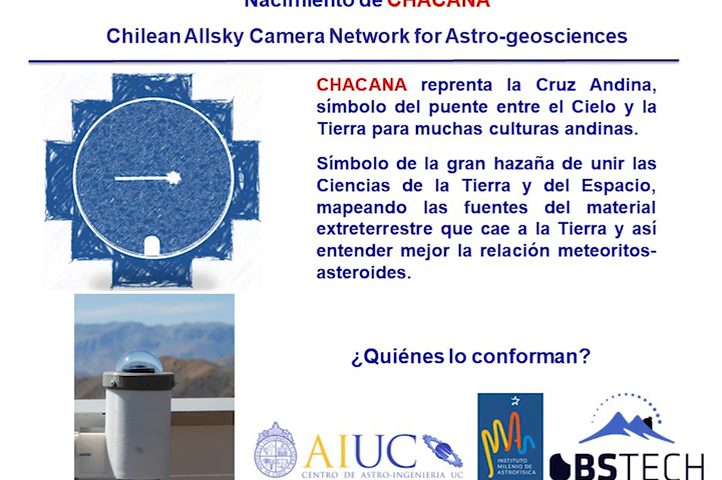 Nacimiento de CHACANA
Chilean Allsky Camera Network for Astro-geosciences
CHACANA reprenta la Cruz Andina,
símbolo del puente entre el Cielo y la
Tierra para muchas culturas andinas.
Símbolo de la gran hazaña de unir las
Ciencias de la Tierra y del Espacio,
mapeando las fuentes del material
extreterrestre que cae a la Tierra y así
entender mejor la relación meteoritos-
asteroides.
¿Quiénes lo conforman?
AIUC
CENTRO DE ASTRO-INGENIERIA UC
INSTITUTO
MILENIO DE
ASTROFÍSICA
OBSTECH